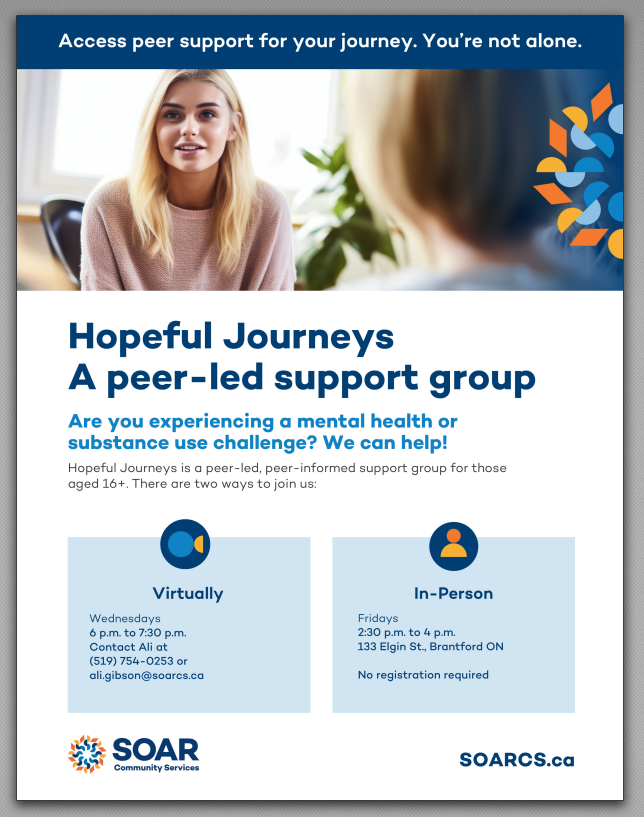 Access peer support for your journey. You’re not alone.
Hopeful Journeys
A peer-led support group
Are you experiencing a mental health or
substance use challenge? We can help!
Hopeful Journeys is a peer-led, peer-informed support group for those
aged 16+. There are two ways to join us:
Virtually
Wednesdays
6 p.m. to 7:30 p.m.
Contact Ali at
(519) 754-0253 or
ali.gibson@soarcs.ca
In-Person
Fridays
2:30 p.m. to 4 p.m.
133 Elgin St., Brantford ON
No registration required
SOAR
Community Services
SOARCS.ca